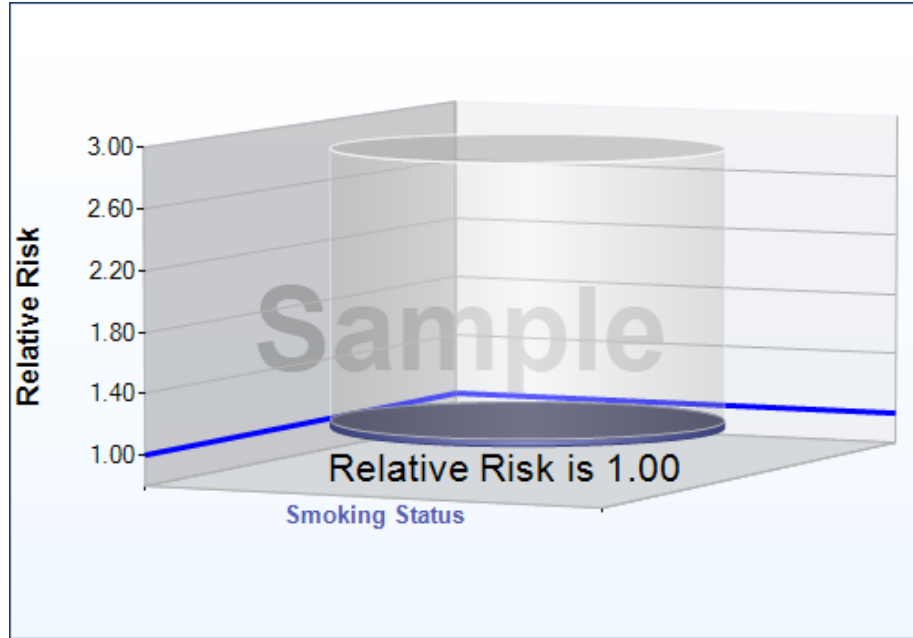 3.00
2.60
2.20
1.80
1.40
1.00
Relative Risk
Sample
Relative Risk is 1.00
Smoking Status